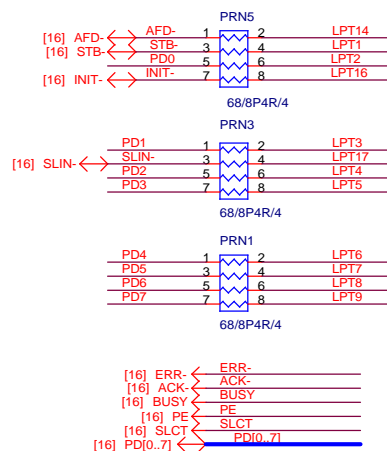 PRN5
[16] AFD- AFD- 1 2 LPT14
[16] STB- STB- 3 4 LPT1
PD0 5 6 LPT2
[16] INIT- INIT- 7 8 LPT16
68/8P4R/4
PRN3
PD1 1 2 LPT3
[16] SLIN- SLIN- 3 4 LPT17
PD2 5 6 LPT4
PD3 7 8 LPT5
68/8P4R/4
PRN1
PD4 1 2 LPT6
PD5 3 4 LPT7
PD6 5 6 LPT8
PD7 7 8 LPT9
68/8P4R/4
[16] ERR- ERR-
[16] ACK- ACK-
[16] BUSY BUSY
[16] PE PE
[16] SLCT SLCT
[16] PD[0..7] PD[0..7]